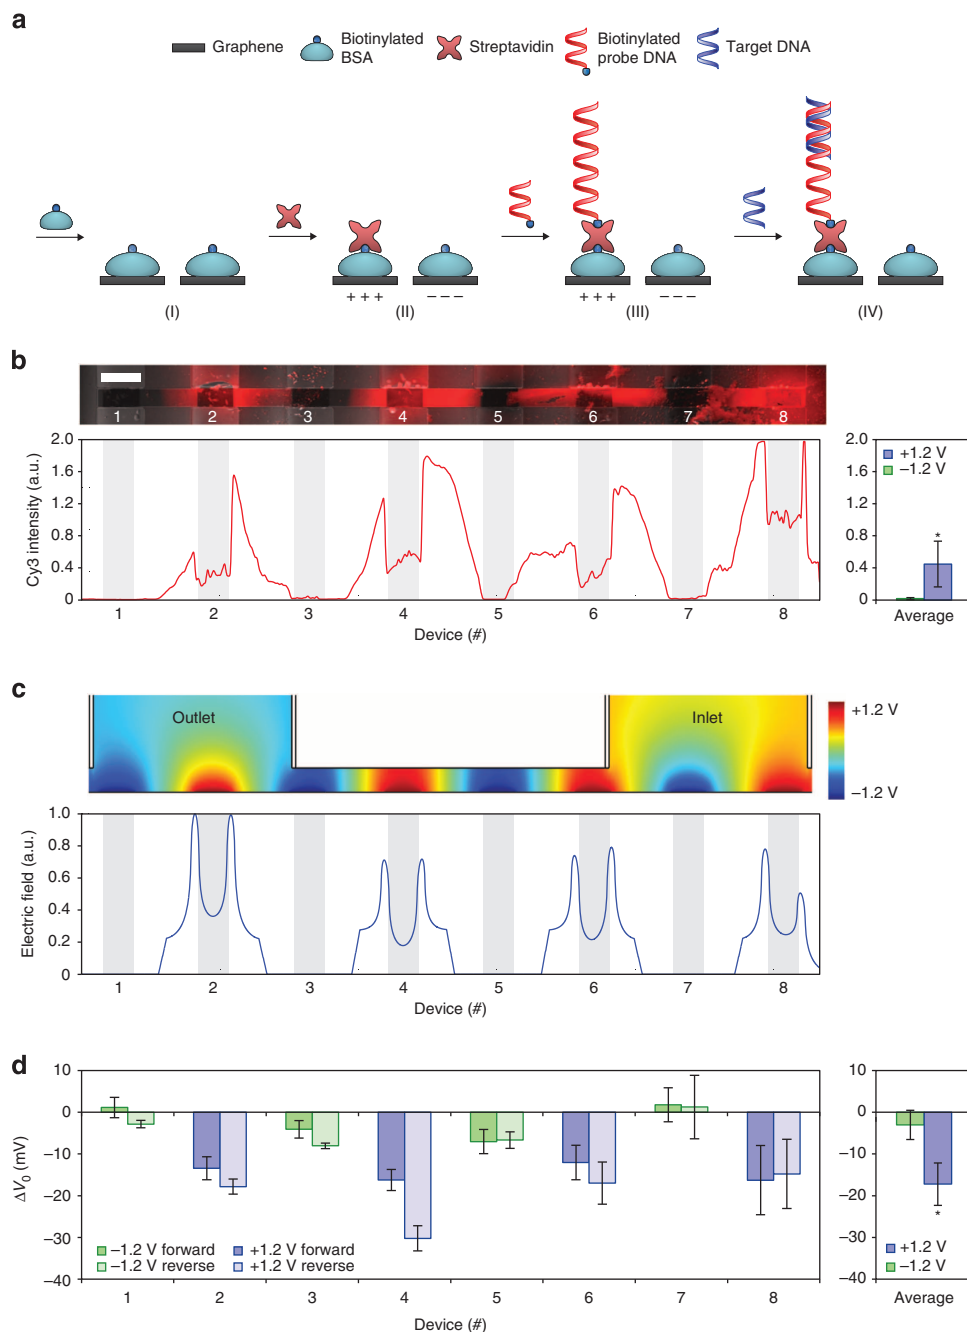 a
Graphene
Biotinylated
BSA
Streptavidin
Biotinylated
probe DNA
Target DNA
+ + +
− − −
+ + +
− − −
(I)
(II)
(III)
(IV)
b
1 2 3 4 5 6 7 8
Cy3 intensity (a.u.)
2.0
1.6
1.2
0.8
0.4
0
1 2 3 4 5 6 7 8
Device (#)
2.0
1.6
1.2
0.8
0.4
0
+1.2 V
−1.2 V
*
Average
c
Outlet
Inlet
+1.2 V
−1.2 V
Electric field (a.u.)
1.0
0.8
0.6
0.4
0.2
0
1 2 3 4 5 6 7 8
Device (#)
d
ΔV0 (mV)
10
0
−10
−20
−30
−40
−1.2 V forward
+1.2 V forward
−1.2 V reverse
+1.2 V reverse
1 2 3 4 5 6 7 8
Device (#)
10
0
−10
−20
−30
−40
*
+1.2 V
−1.2 V
Average